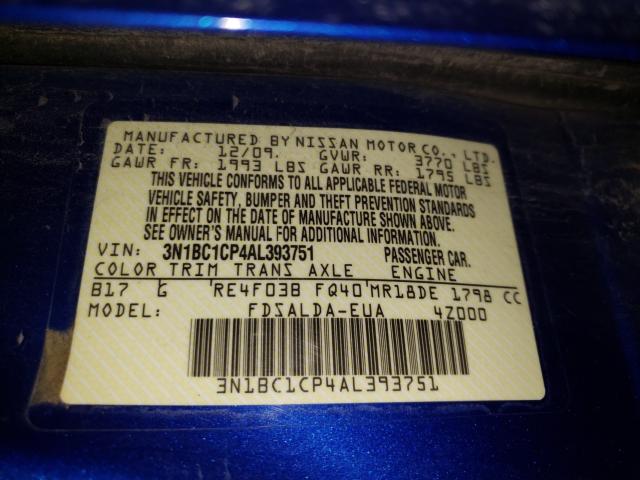 MANUFACTURED BY NISSAN MOTOR CO., LTD.
DATE: 12/09. GVWR: 3770 LBS
GAWR FR: 1993 LBS GAWR RR: 1795 LBS
THIS VEHICLE CONFORMS TO ALL APPLICABLE FEDERAL MOTOR
VEHICLE SAFETY, BUMPER AND THEFT PREVENTION STANDARDS
IN EFFECT ON THE DATE OF MANUFACTURE SHOWN ABOVE.
SEE OWNER'S MANUAL FOR ADDITIONAL INFORMATION.
VIN: 3N1BC1CP4AL393751 PASSENGER CAR.
COLOR TRIM TRANS AXLE ENGINE
B17 G 'RE4F03B FQ40'MR18DE 1798 CC
MODEL: FDSALDA-EUA 4Z000
3N1BC1CP4AL393751